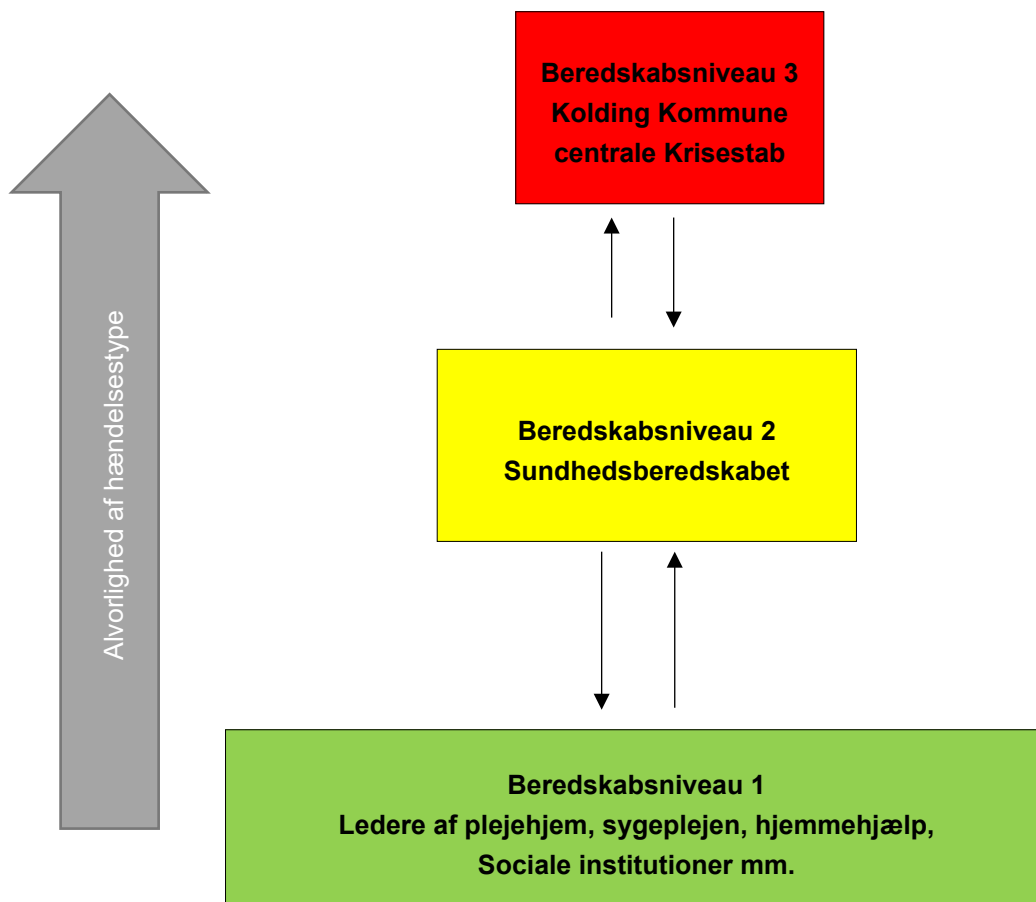 Beredskabsniveau 3
Kolding Kommune
centrale Krisestab
Alvorlighed af hændelsestype
Beredskabsniveau 2
Sundhedsberedskabet
Beredskabsniveau 1
Ledere af plejehjem, sygeplejen, hjemmehjælp,
Sociale institutioner mm.